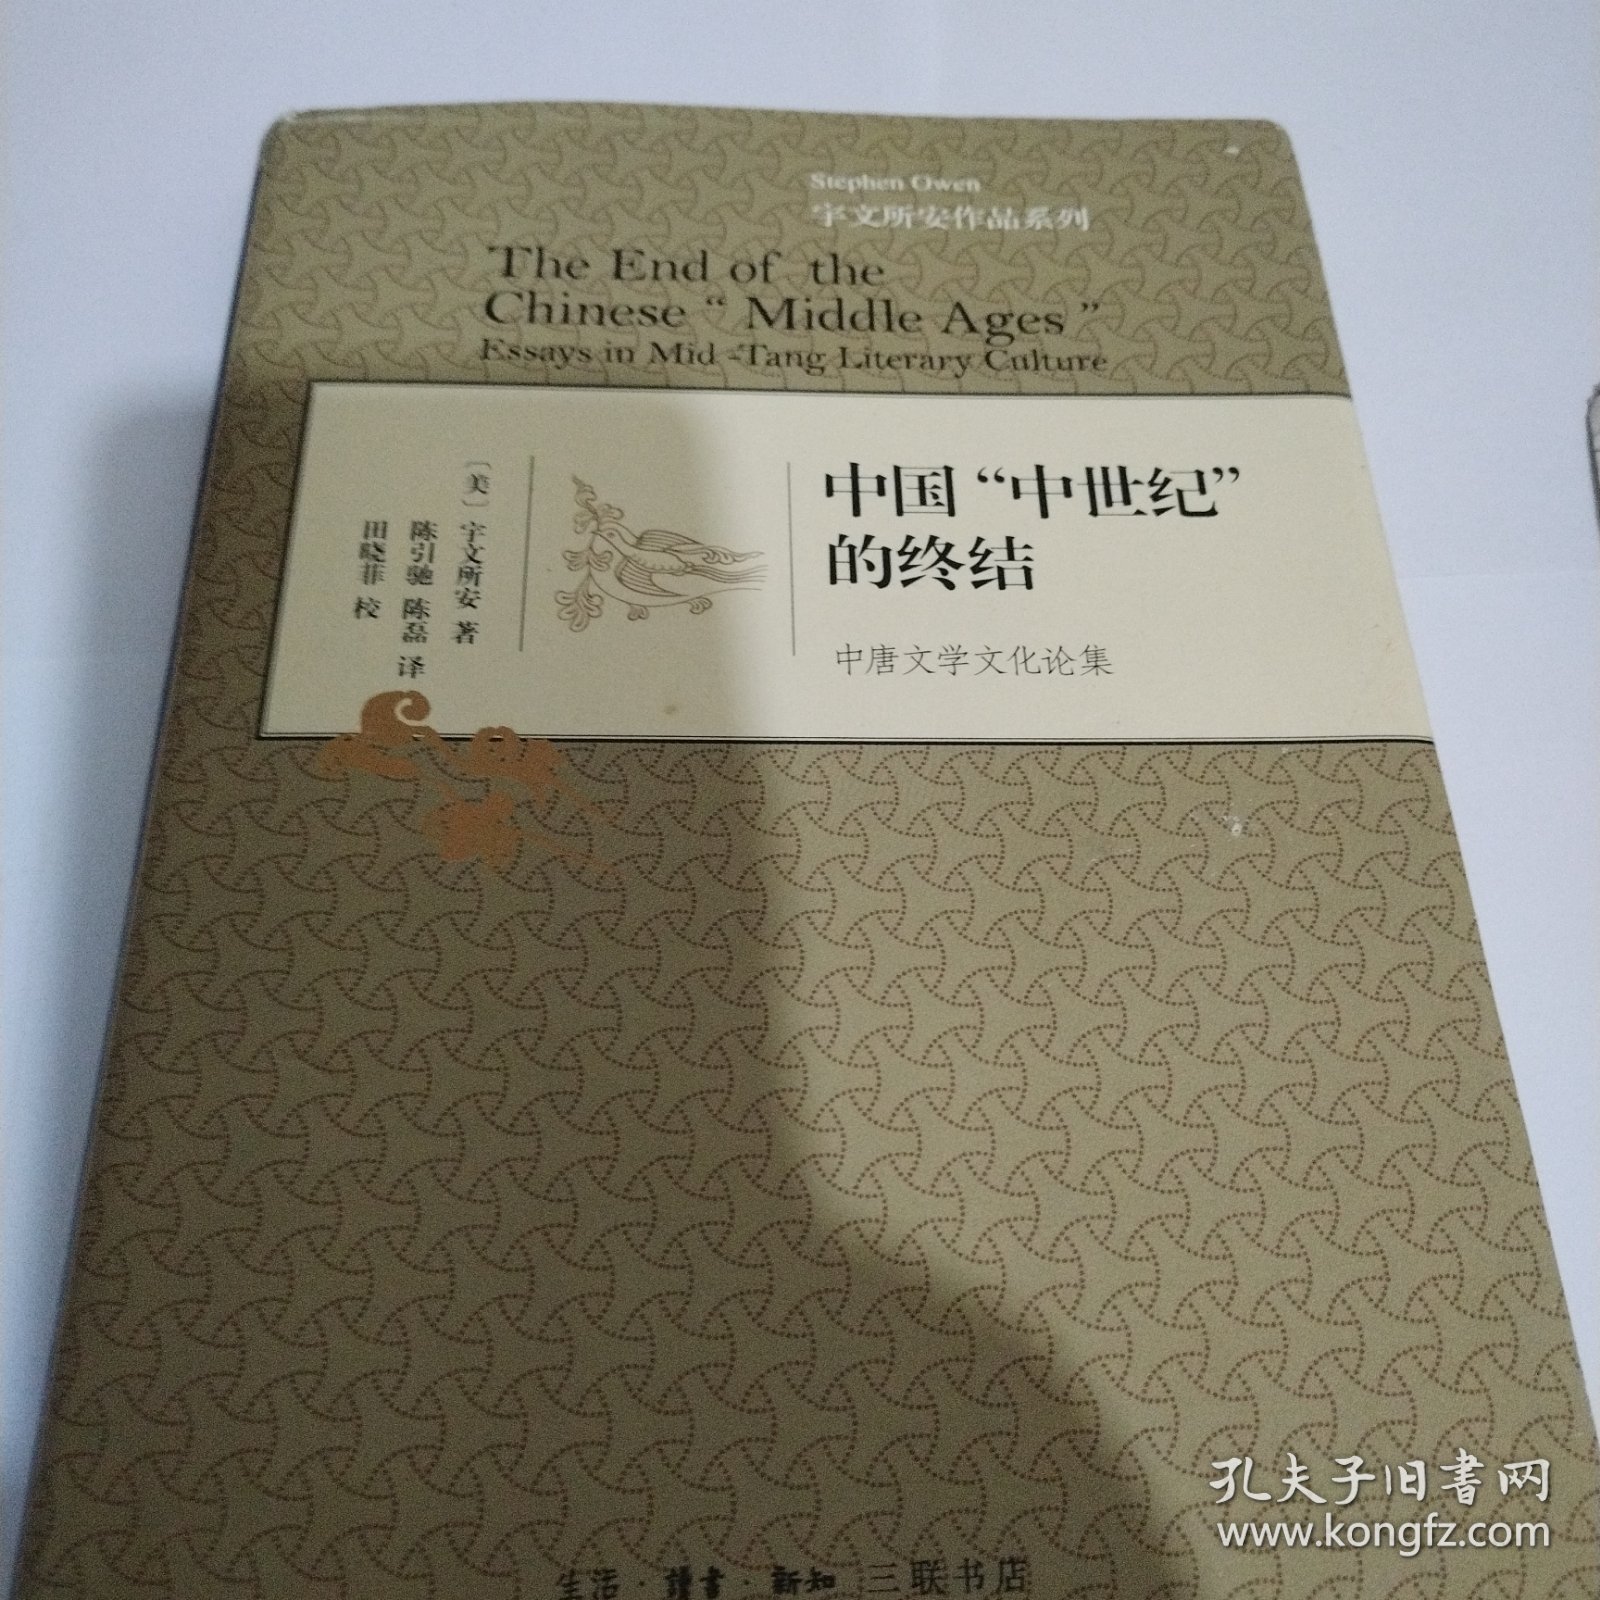 Stephen Owen
宇文所安作品系列
The End of the
Chinese “Middle Ages”
Essays in Mid-Tang Literary Culture
中国“中世纪”
的终结
中唐文学文化论集
〔美〕宇文所安 著
陈引驰 陈磊 译
田晓菲 校
生活·讀書·新知 三联书店
孔夫子旧書网
www.kongfz.com